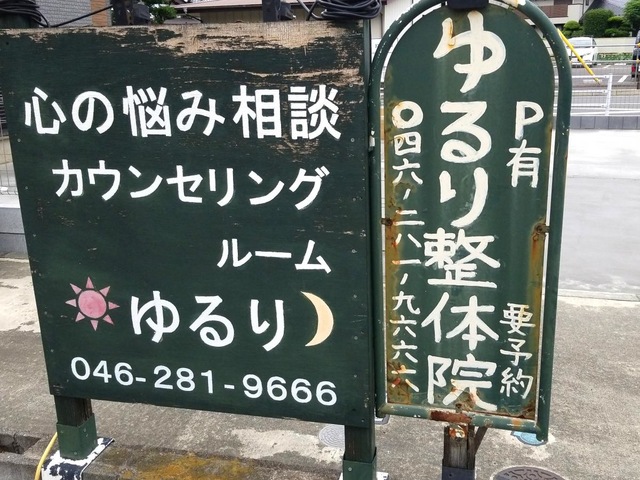 心の悩み相談
カウンセリング
ルーム
ゆるり
046-281-9666
P有
要予約
ゆるり整体院
〇四六-二八一-九六六六